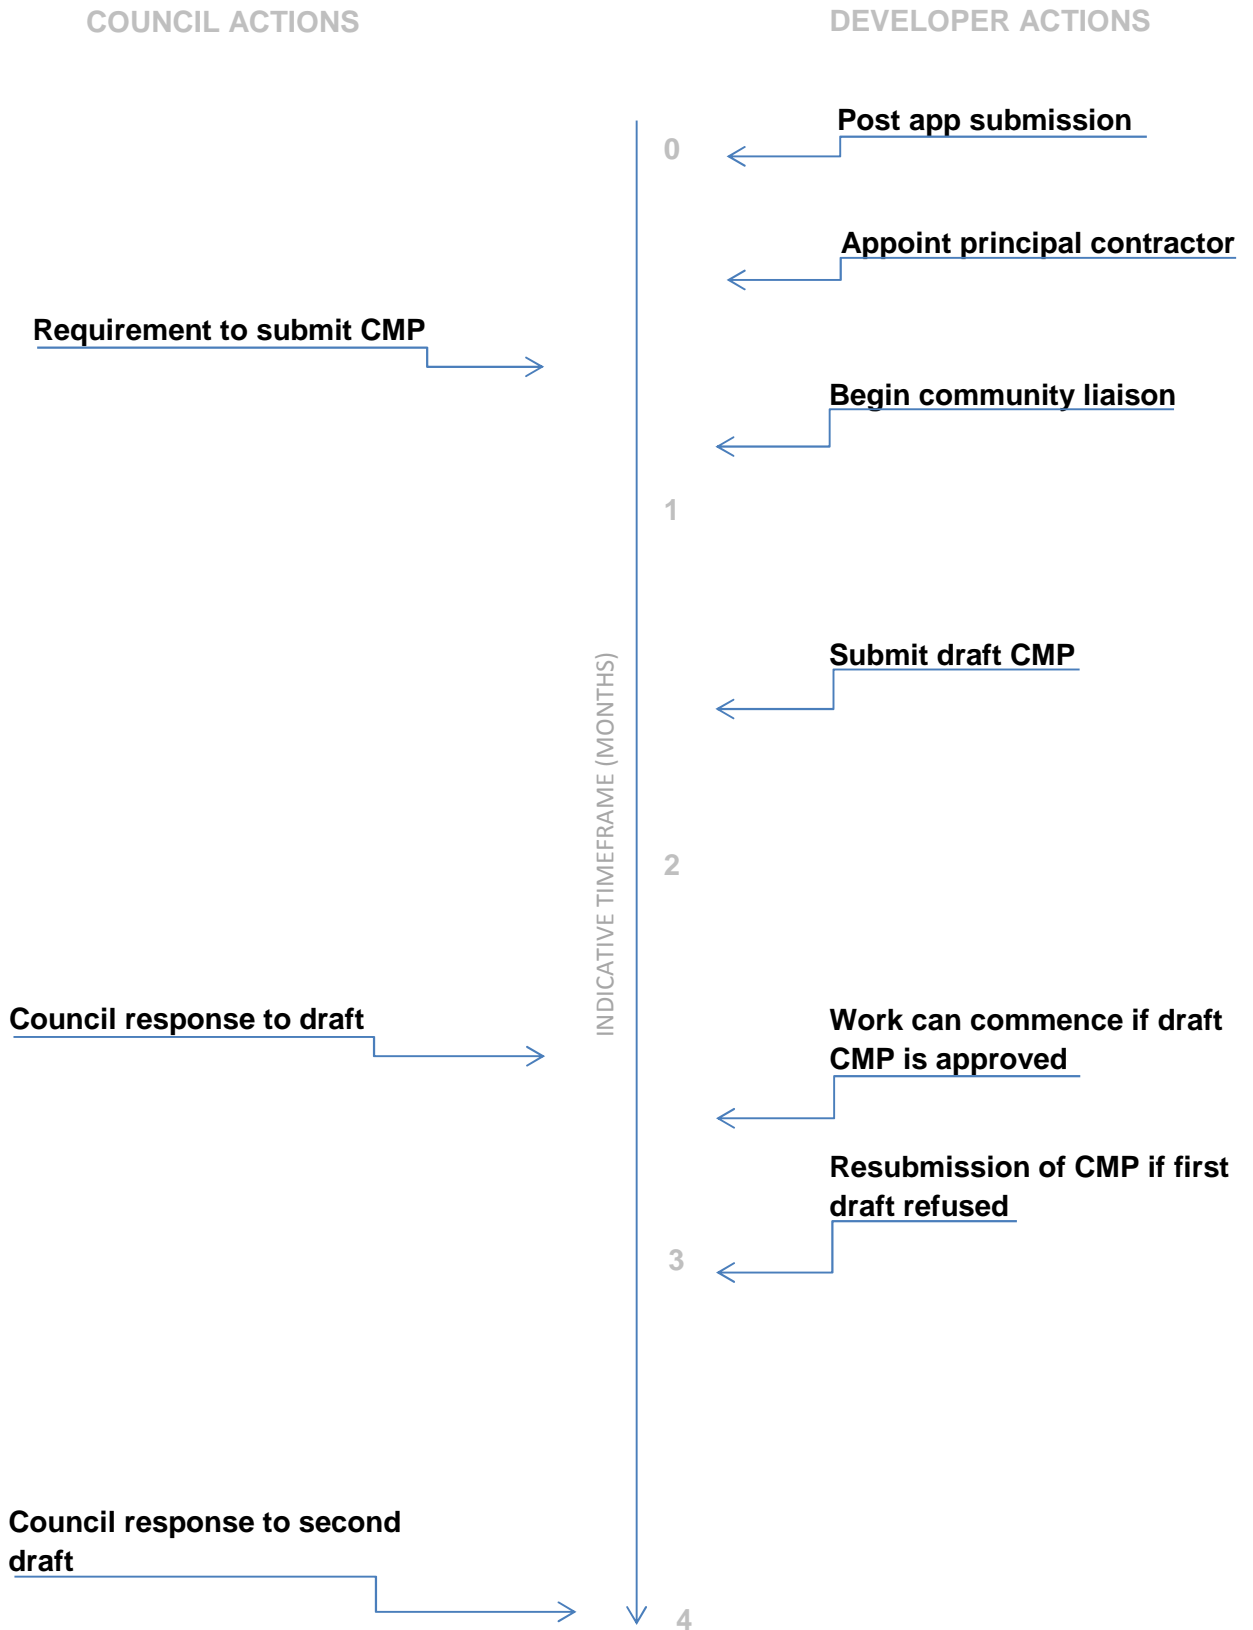 COUNCIL ACTIONS
DEVELOPER ACTIONS
Post app submission
0
Appoint principal contractor
Requirement to submit CMP
Begin community liaison
1
Submit draft CMP
INDICATIVE TIMEFRAME (MONTHS)
2
Council response to draft
Work can commence if draft
CMP is approved
Resubmission of CMP if first
draft refused
3
Council response to second
draft
4